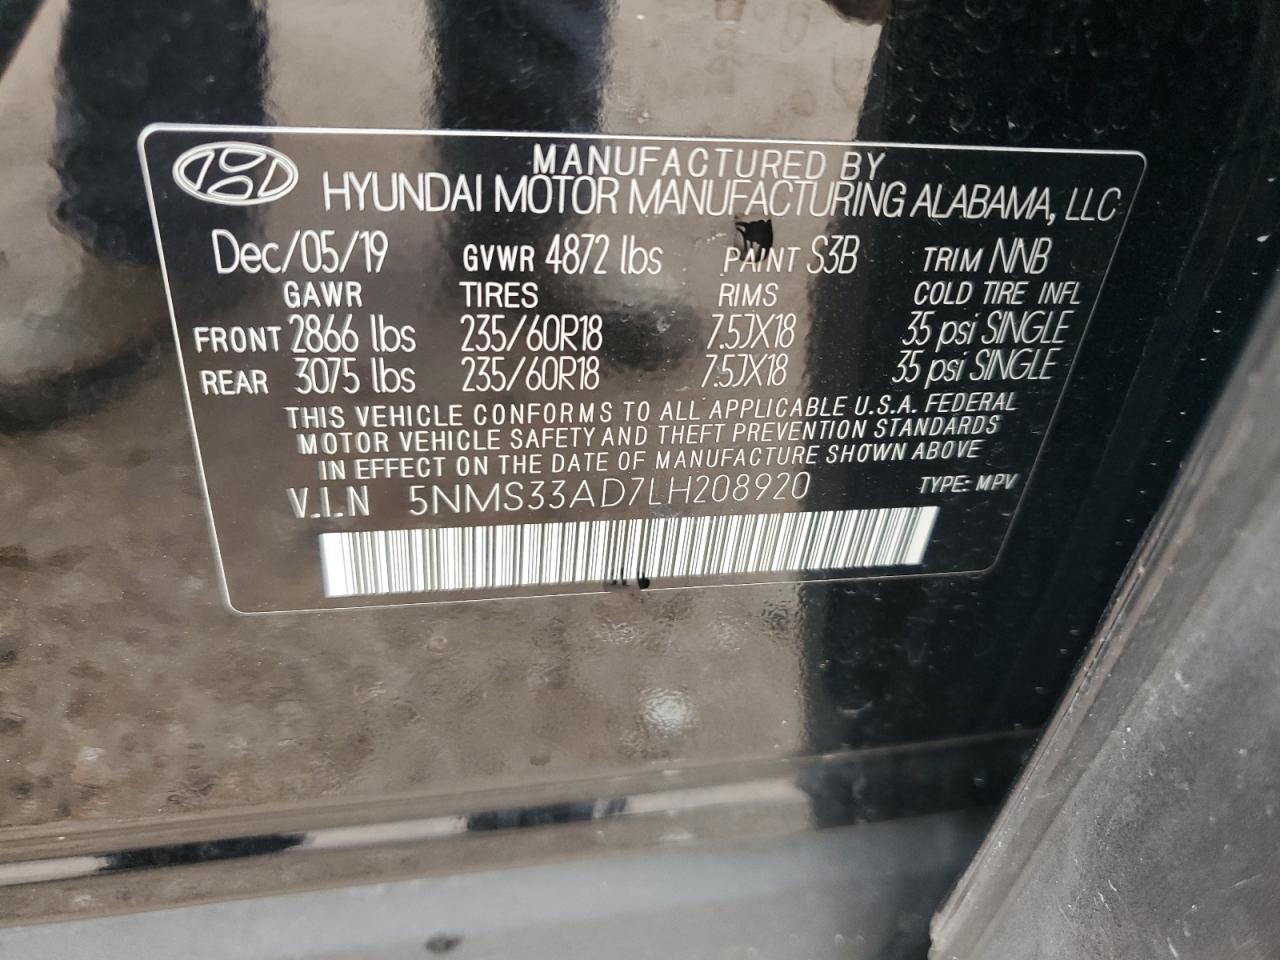 MANUFACTURED BY
HYUNDAI MOTOR MANUFACTURING ALABAMA, LLC
Dec/05/19 GVWR 4872 lbs PAINT S3B TRIM NNB
GAWR TIRES RIMS COLD TIRE INFL
FRONT 2866 lbs 235/60R18 7.5JX18 35 psi SINGLE
REAR 3075 lbs 235/60R18 7.5JX18 35 psi SINGLE
THIS VEHICLE CONFORMS TO ALL APPLICABLE U.S.A. FEDERAL
MOTOR VEHICLE SAFETY AND THEFT PREVENTION STANDARDS
IN EFFECT ON THE DATE OF MANUFACTURE SHOWN ABOVE
V.I.N 5NMS33AD7LH208920 TYPE: MPV